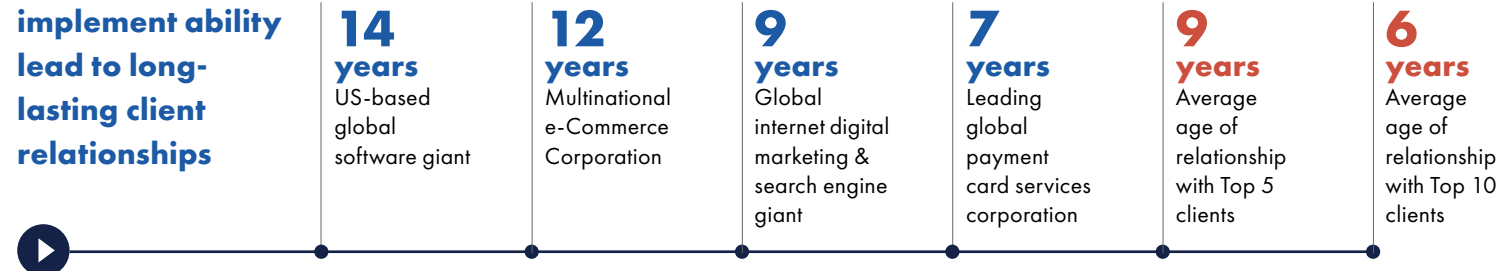 implement ability
lead to long-
lasting client
relationships
14
years
US-based
global
software giant
12
years
Multinational
e-Commerce
Corporation
9
years
Global
internet digital
marketing &
search engine
giant
7
years
Leading
global
payment
card services
corporation
9
years
Average
age of
relationship
with Top 5
clients
6
years
Average
age of
relationship
with Top 10
clients